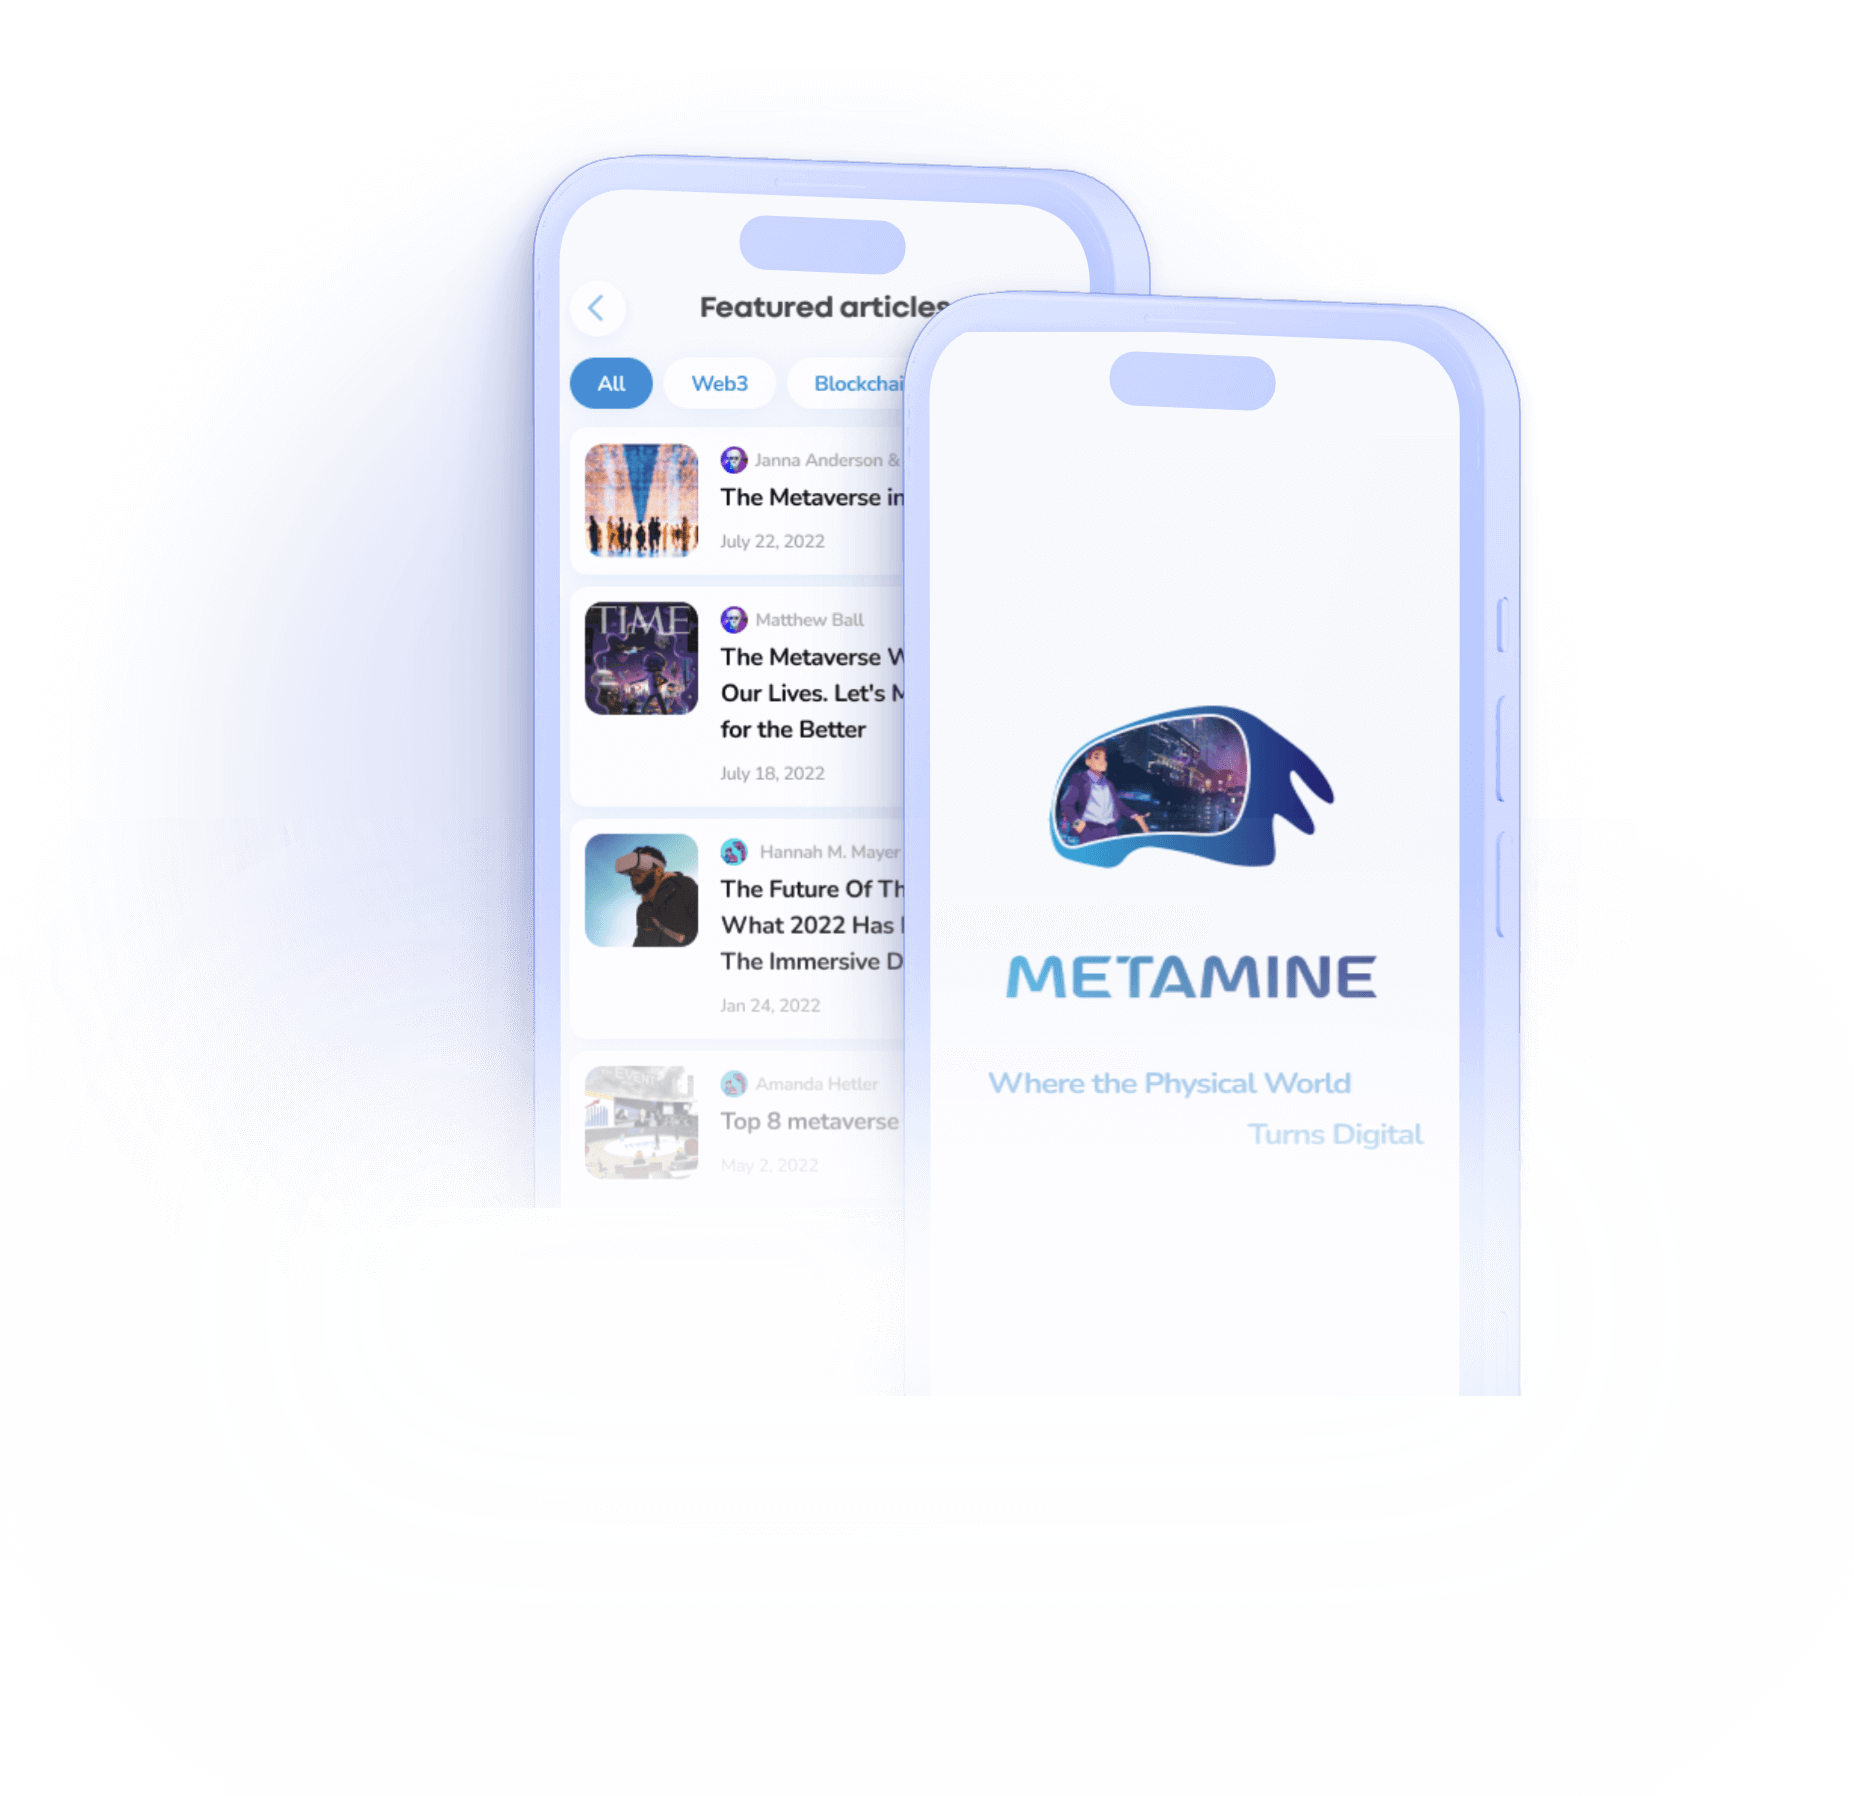 Featured articles
All
Web3
Blockchai
Janna Anderson &
The Metaverse in
July 22, 2022
TIME
Matthew Ball
The Metaverse W
Our Lives. Let's M
for the Better
July 18, 2022
Hannah M. Mayer
The Future Of Th
What 2022 Has
The Immersive D
Jan 24, 2022
EVENT
Amanda Hetler
Top 8 metaverse
May 2, 2022
METAMINE
Where the Physical World
Turns Digital